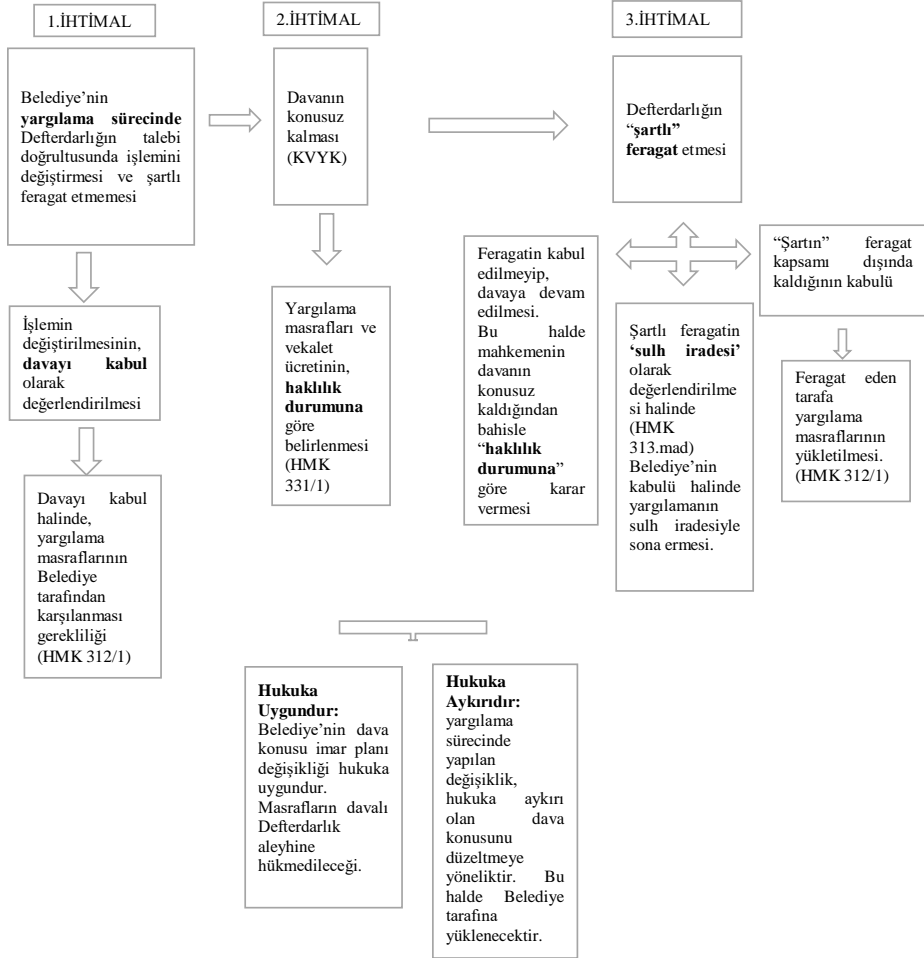 1.İHTİMAL
Belediye’nin
yargılama sürecinde
Defterdarlığın talebi
doğrultusunda işlemini
değiştirmesi ve şartlı
feragat etmemesi
İşlemin
değiştirilmesinin,
davayı kabul
olarak
değerlendirilmesi
Davayı kabul
halinde,
yargılama
masraflarının
Belediye
tarafından
karşılanması
gerekliliği
(HMK 312/1)
2.İHTİMAL
Davanın
konusuz
kalması
(KVYK)
Yargılama
masrafları ve
vekalet
ücretinin,
haklılık
durumuna
göre
belirlenmesi
(HMK
331/1)
3.İHTİMAL
Defterdarlığın
“şartlı”
feragat etmesi
Feragatin kabul
edilmeyip,
davaya devam
edilmesi.
Bu halde
mahkemenin
davanın
konusuz
kaldığından
bahisle
“haklılık
durumuna”
göre karar
vermesi
Şartlı feragatin
‘sulh iradesi’
olarak
değerlendirilme
si halinde
(HMK
313.mad)
Belediye’nin
kabulü halinde
yargılamanın
sulh iradesiyle
sona ermesi.
“Şartın” feragat
kapsamı dışında
kaldığının kabulü
Feragat eden
tarafa
yargılama
masraflarının
yükletilmesi.
(HMK 312/1)
Hukuka
Uygundur:
Belediye’nin dava
konusu imar planı
değişikliği hukuka
uygundur.
Masrafların davalı
Defterdarlık
aleyhine
hükmedileceği.
Hukuka
Aykırıdır:
yargılama
sürecinde
yapılan
değişiklik,
hukuka aykırı
olan dava
konusunu
düzeltmeye
yöneliktir. Bu
halde Belediye
tarafına
yüklenecektir.